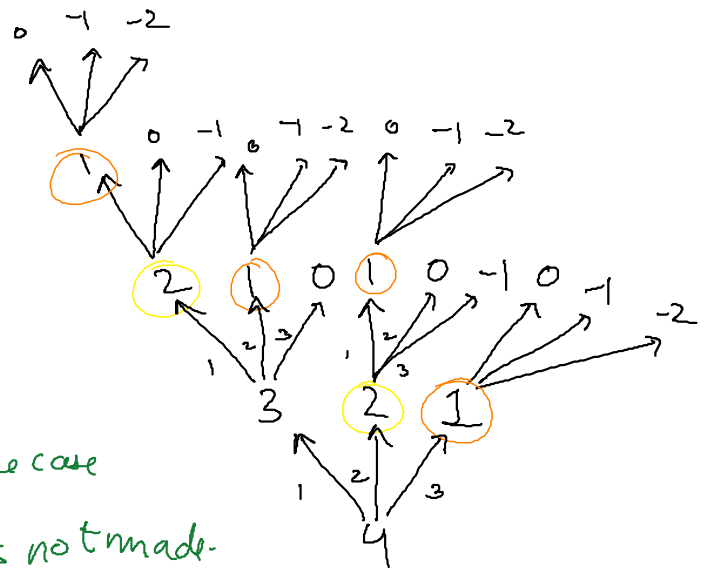 0 -1 -2
0 -1 0 -1 -2 0 -1 -2
1
2 1 0 1 0 -1 0 -1 -2
1 2 3 1 2 3
3 2 1
e case
1 2 3
s not made.
4